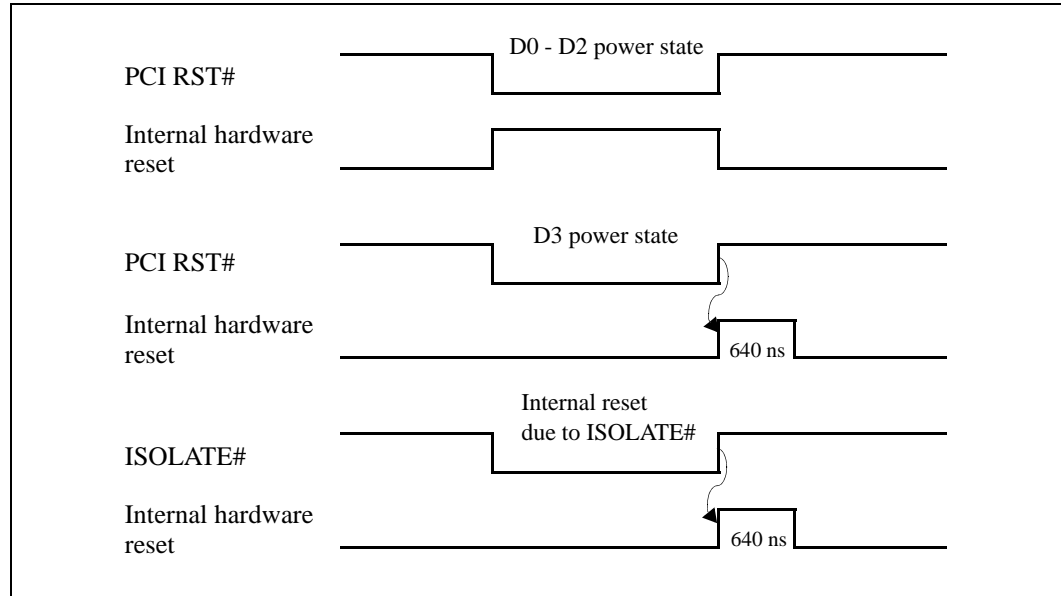 D0 - D2 power state
PCI RST#
Internal hardware
reset
D3 power state
PCI RST#
Internal hardware
reset
640 ns
Internal reset
due to ISOLATE#
ISOLATE#
Internal hardware
reset
640 ns